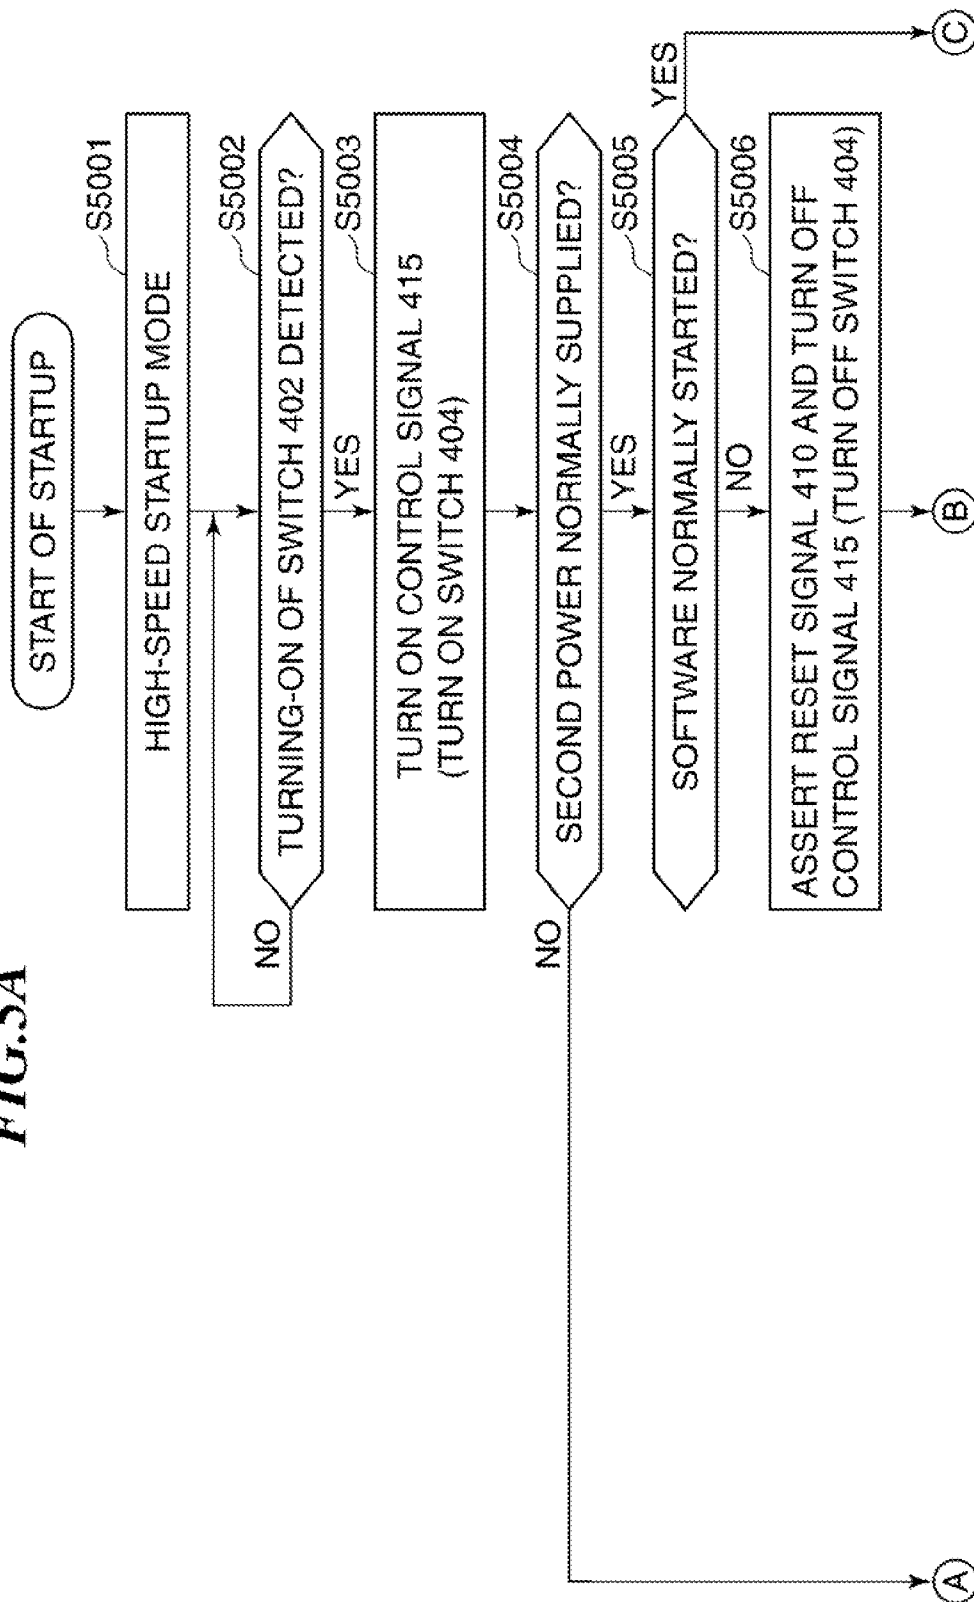 FIG.5A
START OF STARTUP
S5001
HIGH-SPEED STARTUP MODE
S5002
TURNING-ON OF SWITCH 402 DETECTED?
NO
YES
S5003
TURN ON CONTROL SIGNAL 415
(TURN ON SWITCH 404)
S5004
SECOND POWER NORMALLY SUPPLIED?
NO
YES
S5005
SOFTWARE NORMALLY STARTED?
YES
NO
S5006
ASSERT RESET SIGNAL 410 AND TURN OFF
CONTROL SIGNAL 415 (TURN OFF SWITCH 404)
A
B
C